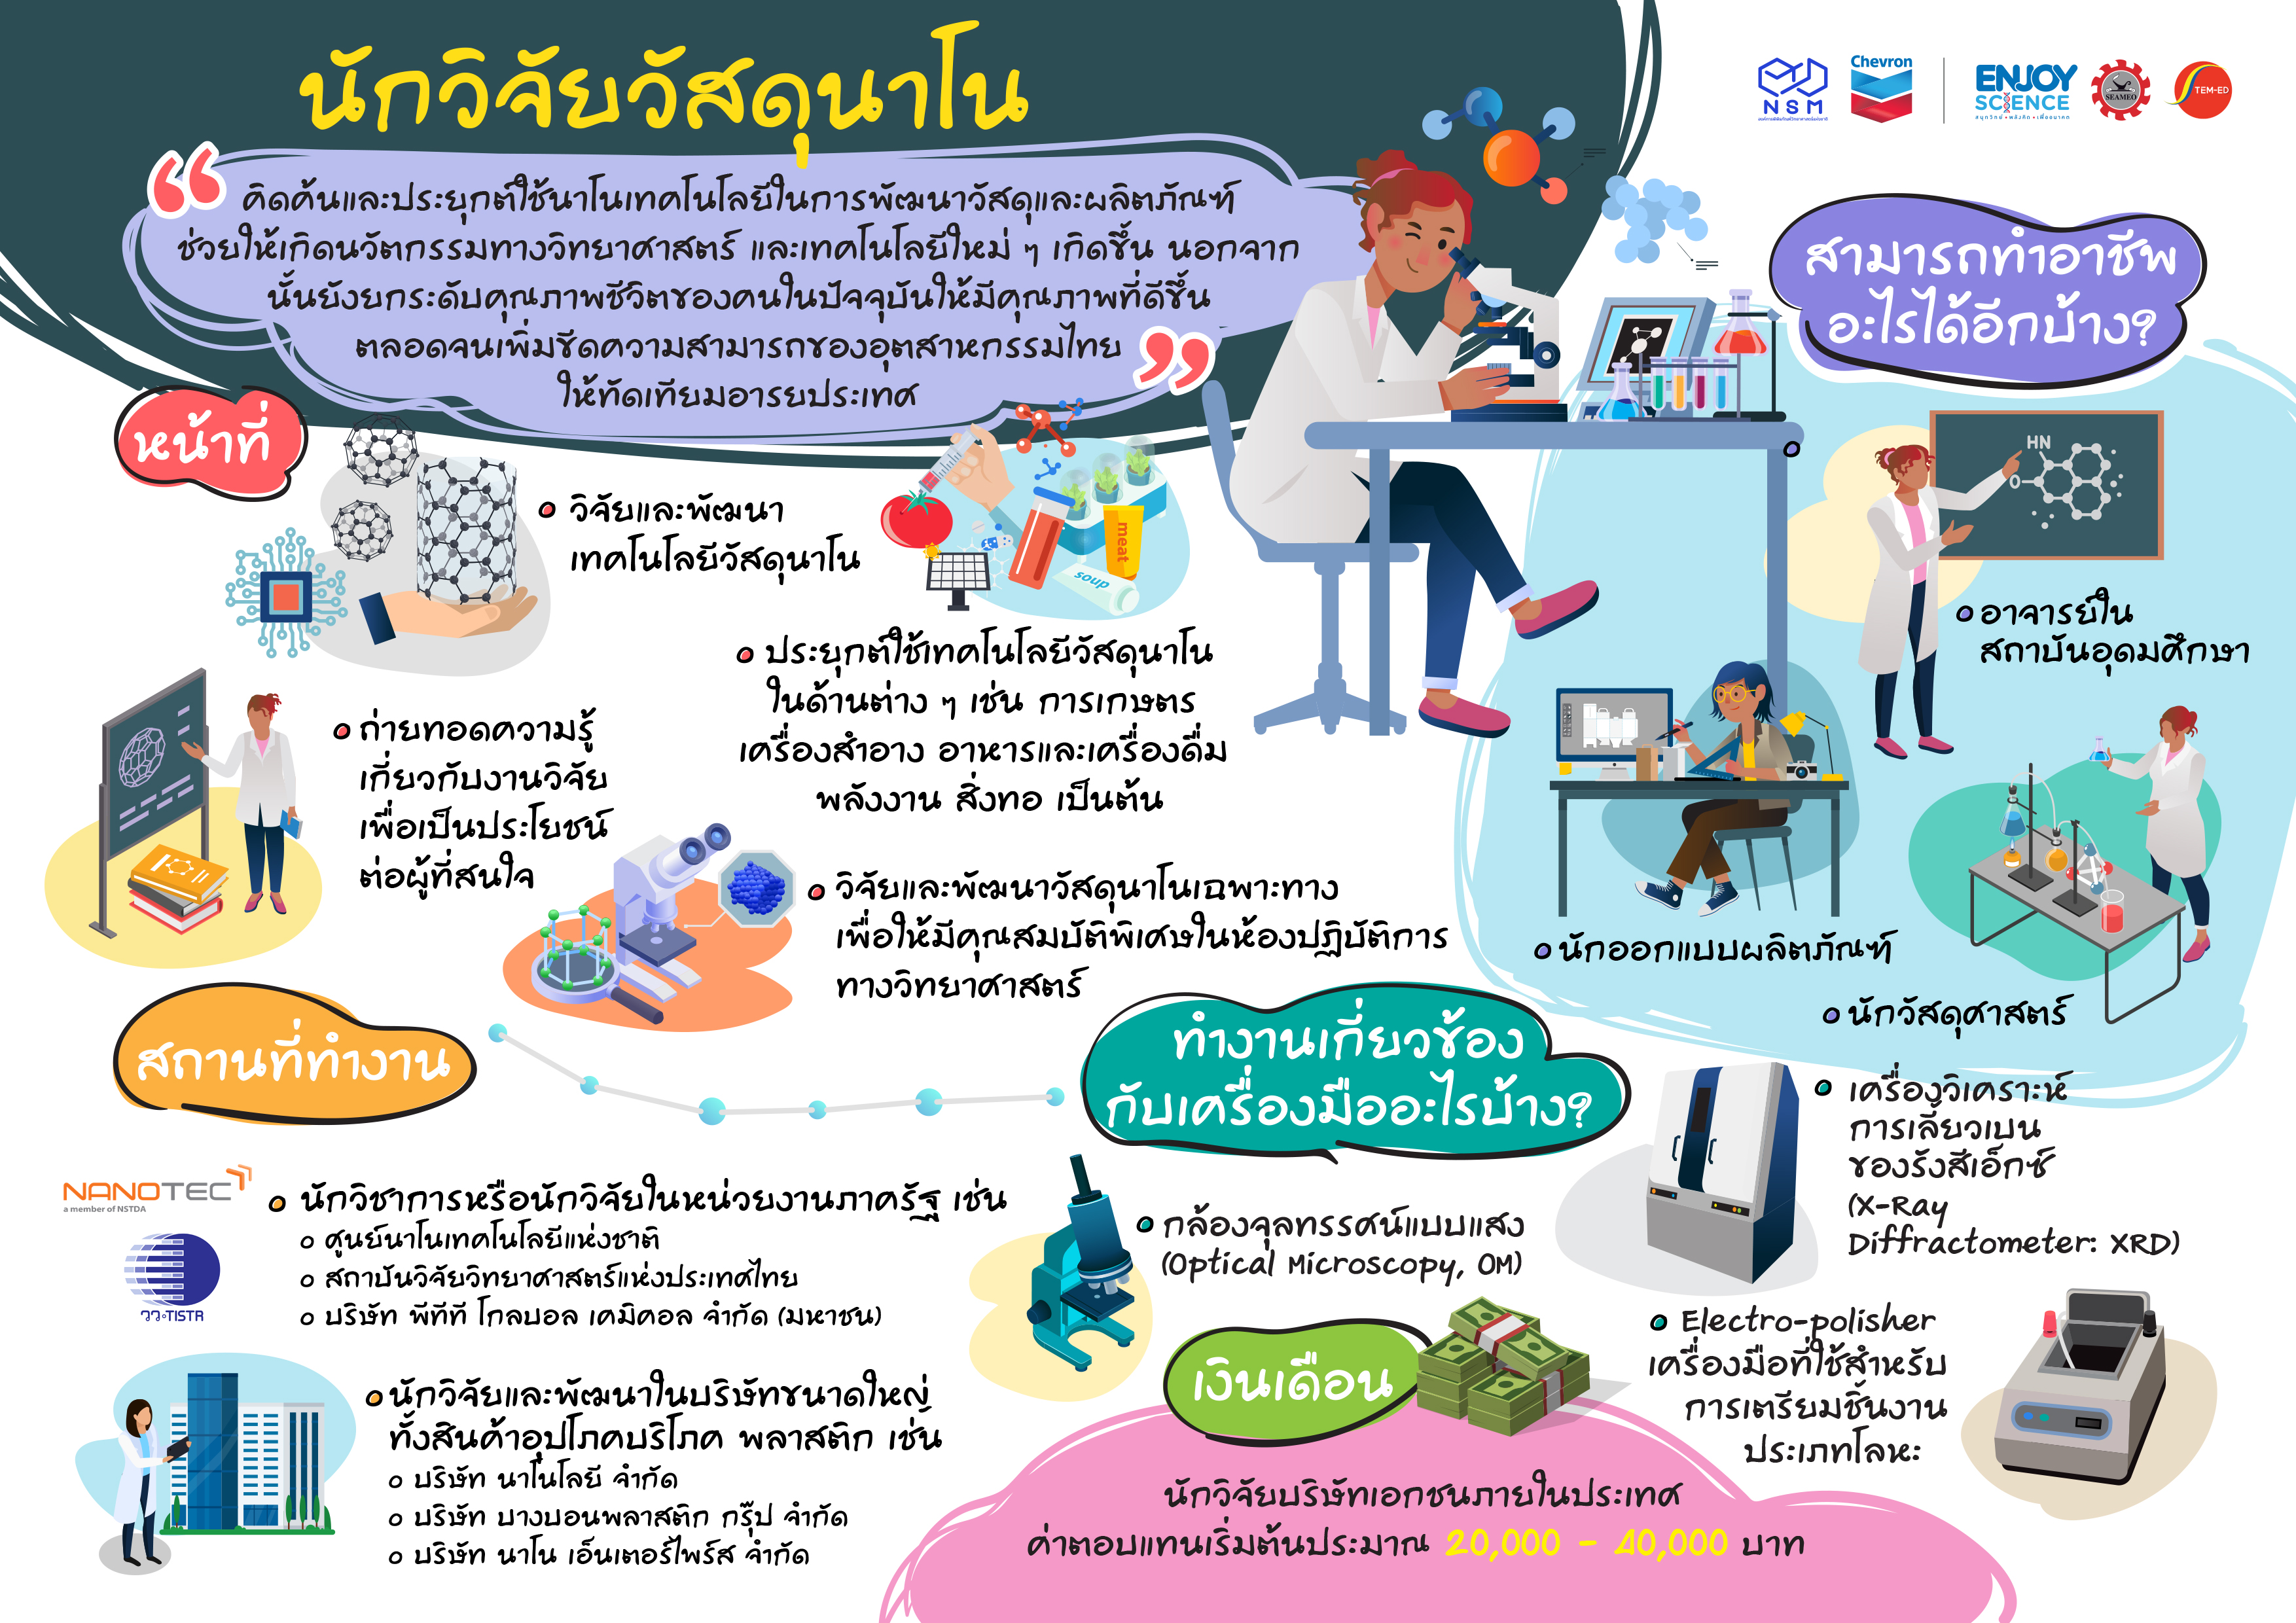 นักวิจัยวัสดุนาโน
NSM
องค์การพิพิธภัณฑ์วิทยาศาสตร์แห่งชาติ
Chevron
ENJOY
SCIENCE
สนุกวิทย์ • พลังคิด • เพื่ออนาคต
SEAMEO
STEM-ED
“ คิดค้นและประยุกต์ใช้นาโนเทคโนโลยีในการพัฒนาวัสดุและผลิตภัณฑ์
ช่วยให้เกิดนวัตกรรมทางวิทยาศาสตร์ และเทคโนโลยีใหม่ ๆ เกิดขึ้น นอกจาก
นั้นยังยกระดับคุณภาพชีวิตของคนในปัจจุบันให้มีคุณภาพที่ดีขึ้น
ตลอดจนเพิ่มขีดความสามารถของอุตสาหกรรมไทย
ให้ทัดเทียมอารยประเทศ ”
หน้าที่
วิจัยและพัฒนา
เทคโนโลยีวัสดุนาโน
meat
soup
ประยุกต์ใช้เทคโนโลยีวัสดุนาโน
ในด้านต่าง ๆ เช่น การเกษตร
เครื่องสำอาง อาหารและเครื่องดื่ม
พลังงาน สิ่งทอ เป็นต้น
ถ่ายทอดความรู้
เกี่ยวกับงานวิจัย
เพื่อเป็นประโยชน์
ต่อผู้ที่สนใจ
วิจัยและพัฒนาวัสดุนาโนเฉพาะทาง
เพื่อให้มีคุณสมบัติพิเศษในห้องปฏิบัติการ
ทางวิทยาศาสตร์
สามารถทำอาชีพ
อะไรได้อีกบ้าง?
HN
O
อาจารย์ใน
สถาบันอุดมศึกษา
นักออกแบบผลิตภัณฑ์
นักวัสดุศาสตร์
สถานที่ทำงาน
NANOTEC
a member of NSTDA
วว•TISTR
นักวิชาการหรือนักวิจัยในหน่วยงานภาครัฐ เช่น
ศูนย์นาโนเทคโนโลยีแห่งชาติ
สถาบันวิจัยวิทยาศาสตร์แห่งประเทศไทย
บริษัท พีทีที โกลบอล เคมิคอล จำกัด (มหาชน)
นักวิจัยและพัฒนาในบริษัทขนาดใหญ่
ทั้งสินค้าอุปโภคบริโภค พลาสติก เช่น
บริษัท นาโนโลยี จำกัด
บริษัท บางบอนพลาสติก กรุ๊ป จำกัด
บริษัท นาโน เอ็นเตอร์ไพร์ส จำกัด
ทำงานเกี่ยวข้อง
กับเครื่องมืออะไรบ้าง?
กล้องจุลทรรศน์แบบแสง
(Optical Microscopy, OM)
เครื่องวิเคราะห์
การเลี้ยวเบน
ของรังสีเอ็กซ์
(X-Ray
Diffractometer: XRD)
Electro-polisher
เครื่องมือที่ใช้สำหรับ
การเตรียมชิ้นงาน
ประเภทโลหะ
เงินเดือน
นักวิจัยบริษัทเอกชนภายในประเทศ
ค่าตอบแทนเริ่มต้นประมาณ 20,000 - 40,000 บาท